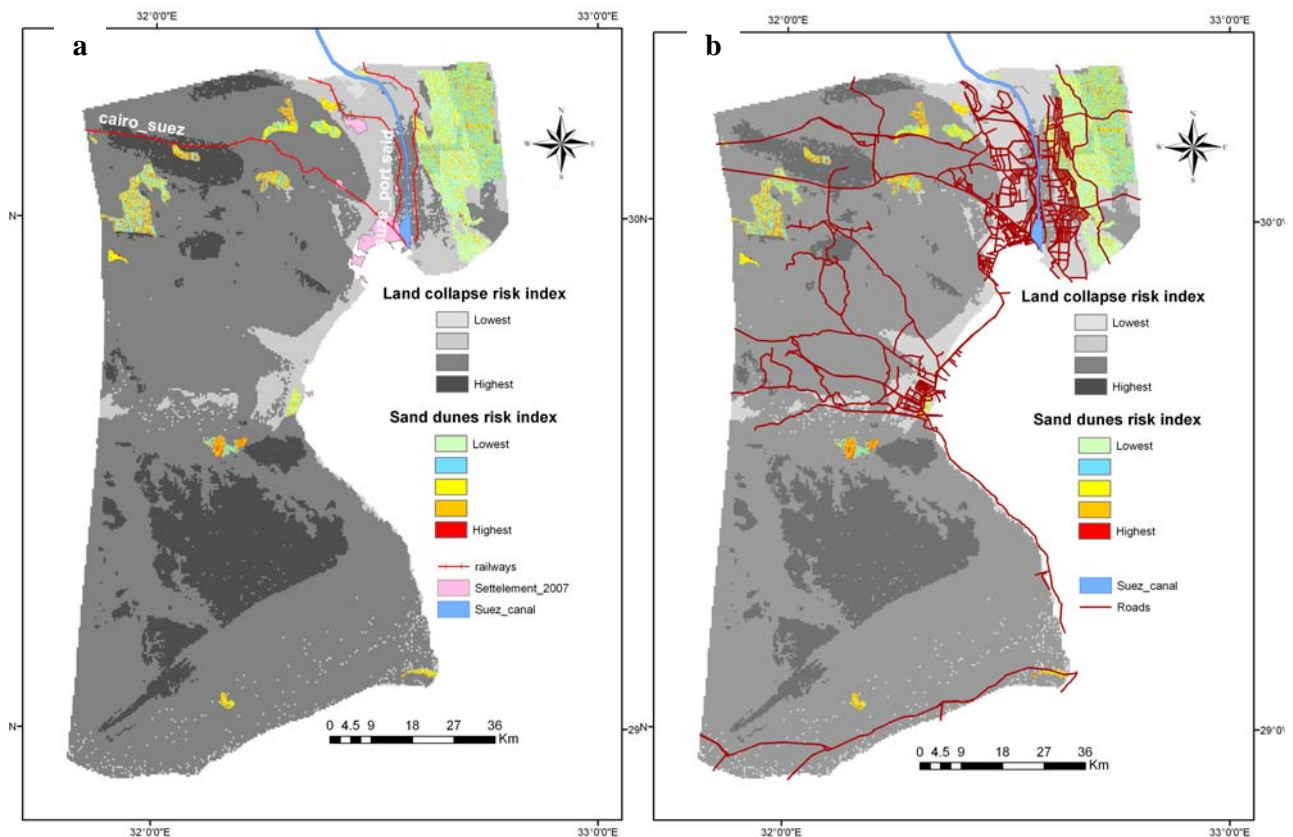 32°0'0"E
33°0'0"E
32°0'0"E
33°0'0"E
a
b
cairo_suez
port said
N
W
E
S
N
W
E
S
N
30°0'
30°0'0"
Land collapse risk index
Lowest
Highest
Sand dunes risk index
Lowest
Highest
railways
Settelement_2007
Suez_canal
0 4.5 9 18 27 36
Km
Land collapse risk index
Lowest
Highest
Sand dunes risk index
Lowest
Highest
Suez_canal
Roads
0 4.5 9 18 27 36
Km
N
29°
29°0'
32°0'0"E
33°0'0"E
32°0'0"E
33°0'0"E